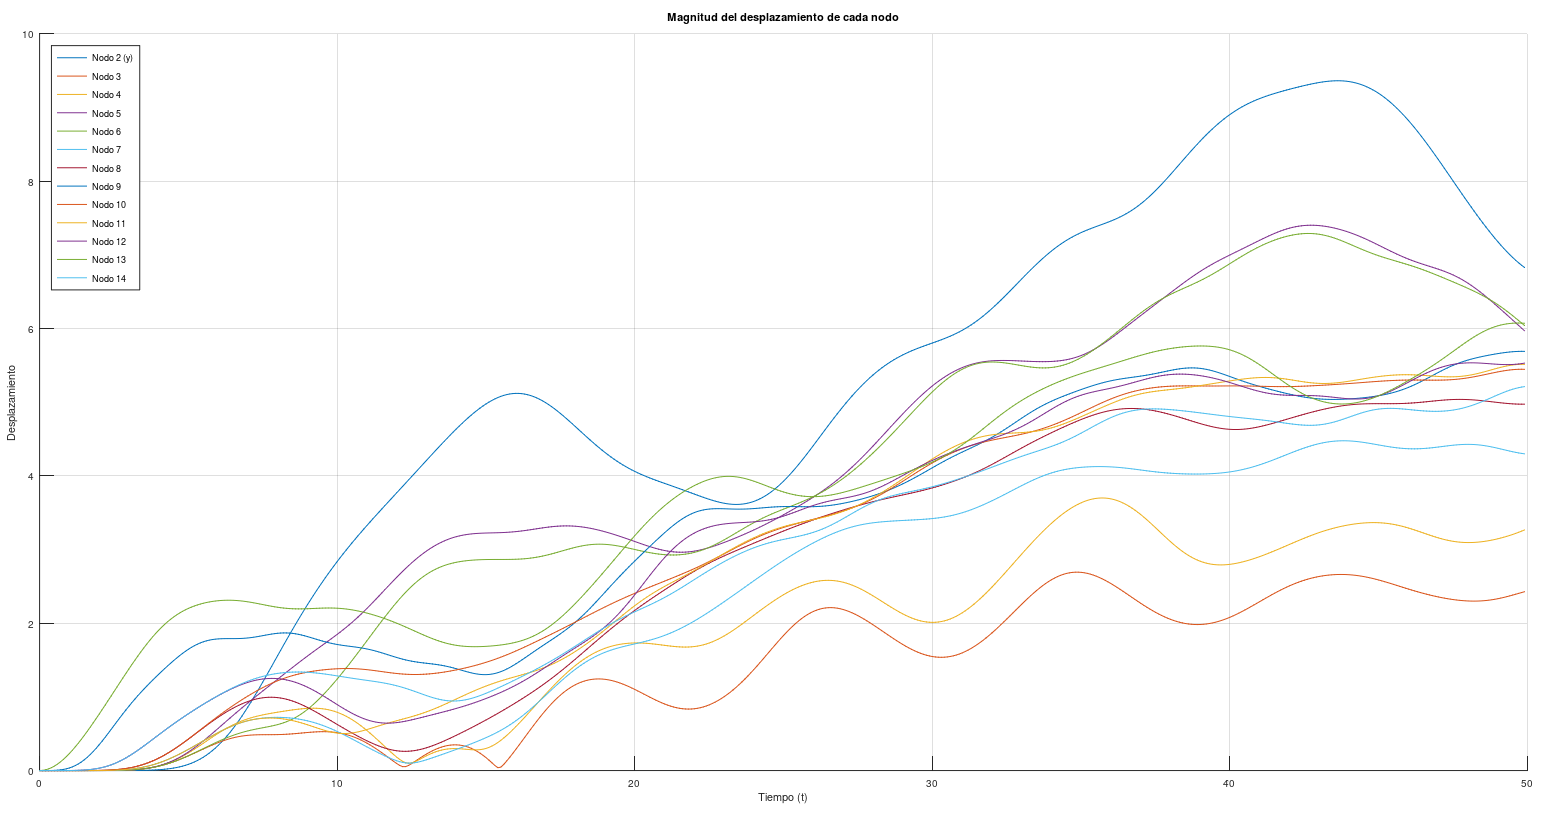 Magnitud del desplazamiento de cada nodo
10
8
6
4
2
0
Desplazamiento
Nodo 2 (y)
Nodo 3
Nodo 4
Nodo 5
Nodo 6
Nodo 7
Nodo 8
Nodo 9
Nodo 10
Nodo 11
Nodo 12
Nodo 13
Nodo 14
0
10
20
30
40
50
Tiempo (t)